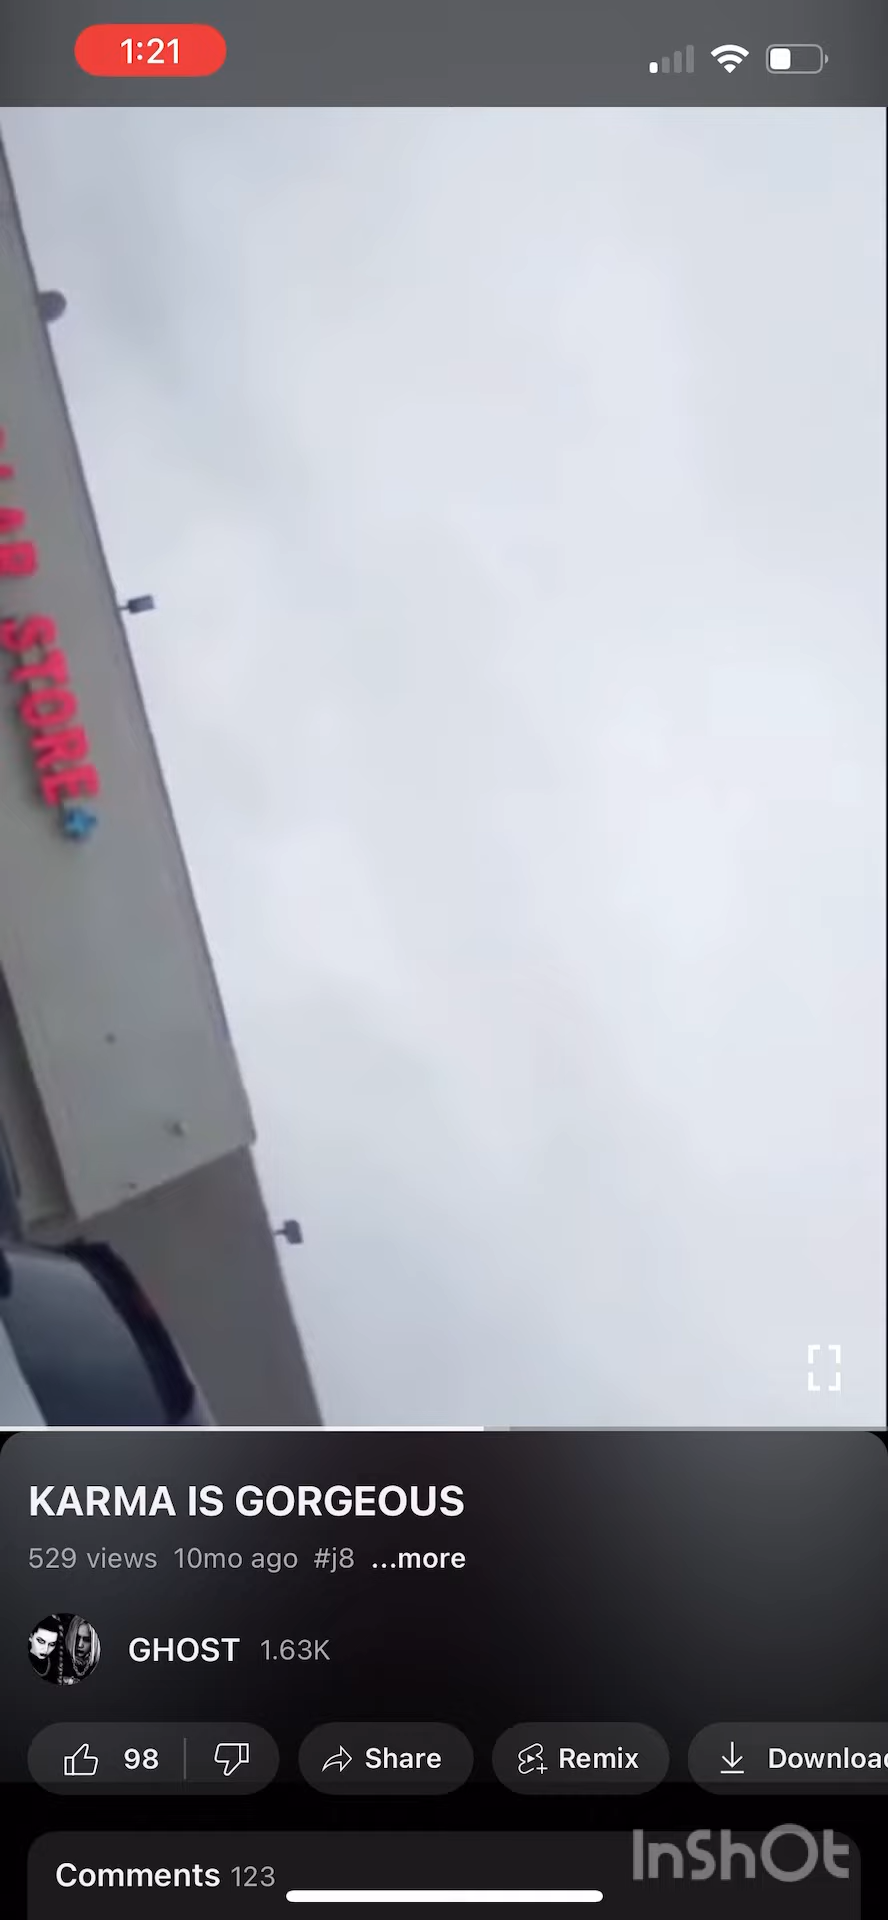 1:21
STORE
KARMA IS GORGEOUS
529 views 10mo ago #j8 ...more
GHOST 1.63K
98 Share Remix
Comments 123
InShOt